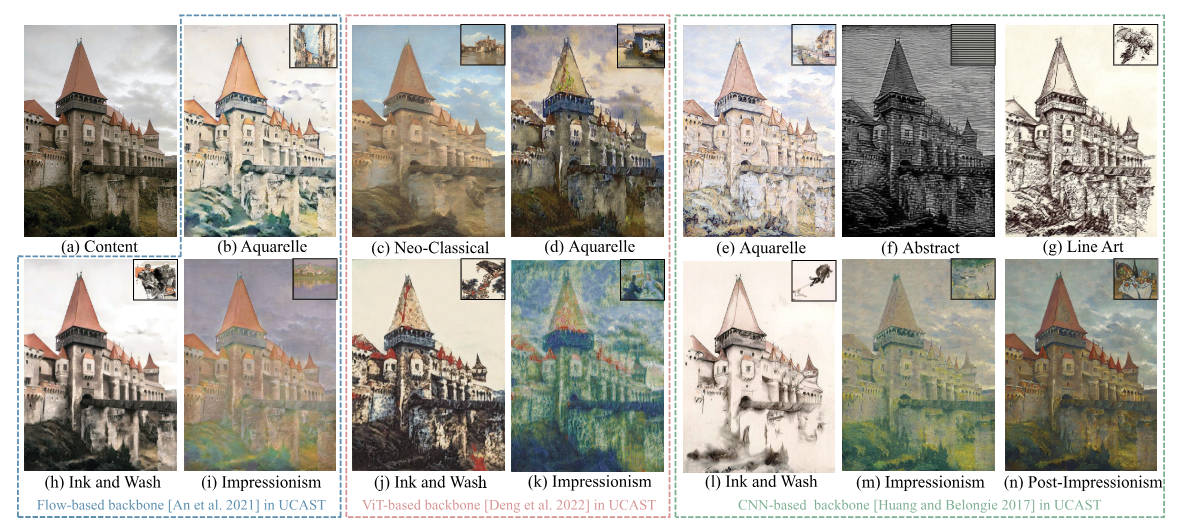 (a) Content
(b) Aquarelle
(c) Neo-Classical
(d) Aquarelle
(e) Aquarelle
(f) Abstract
(g) Line Art
(h) Ink and Wash
(i) Impressionism
(j) Ink and Wash
(k) Impressionism
(l) Ink and Wash
(m) Impressionism
(n) Post-Impressionism
Flow-based backbone [An et al. 2021] in UCAST
ViT-based backbone [Deng et al. 2022] in UCAST
CNN-based backbone [Huang and Belongie 2017] in UCAST